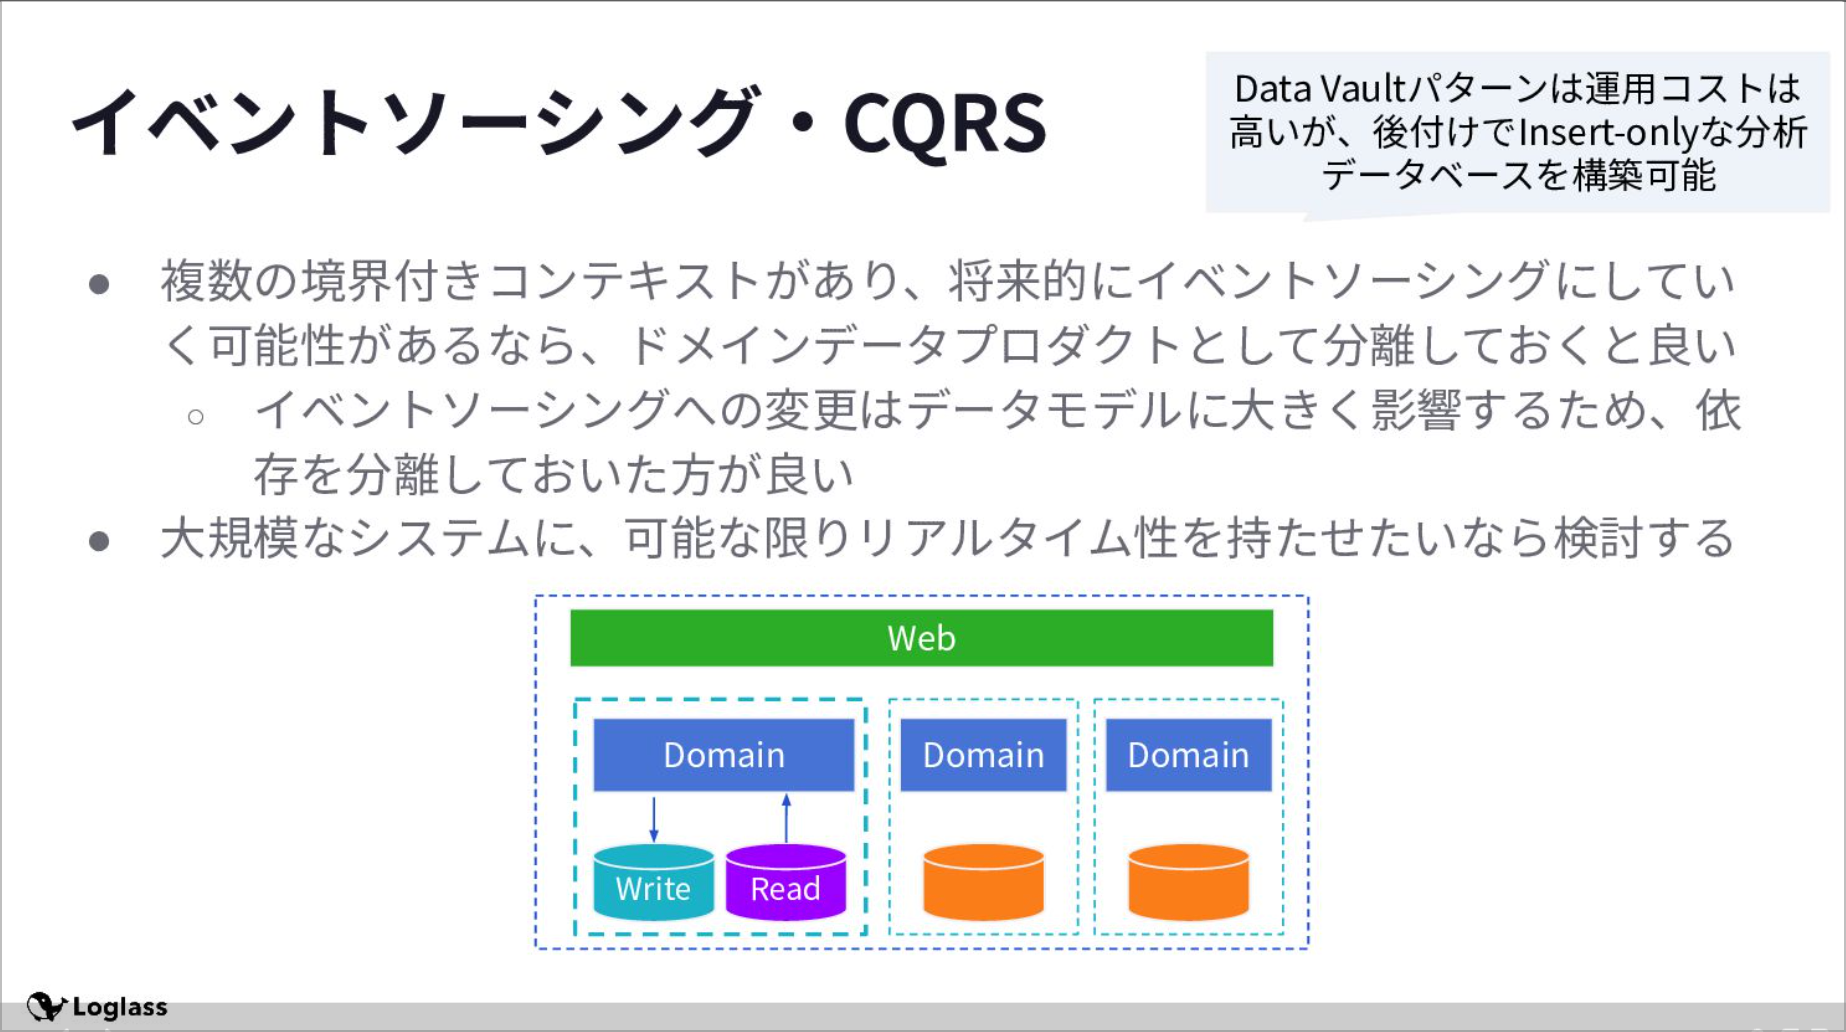 イベントソーシング・CQRS
Data Vaultパターンは運用コストは
高いが、後付けでInsert-onlyな分析
データベースを構築可能
● 複数の境界付きコンテキストがあり、将来的にイベントソーシングにしてい
く可能性があるなら、ドメインデータプロダクトとして分離しておくと良い
○ イベントソーシングへの変更はデータモデルに大きく影響するため、依
存を分離しておいた方が良い
● 大規模なシステムに、可能な限りリアルタイム性を持たせたいなら検討する
Web
Domain
Domain
Domain
Write
Read
Loglass